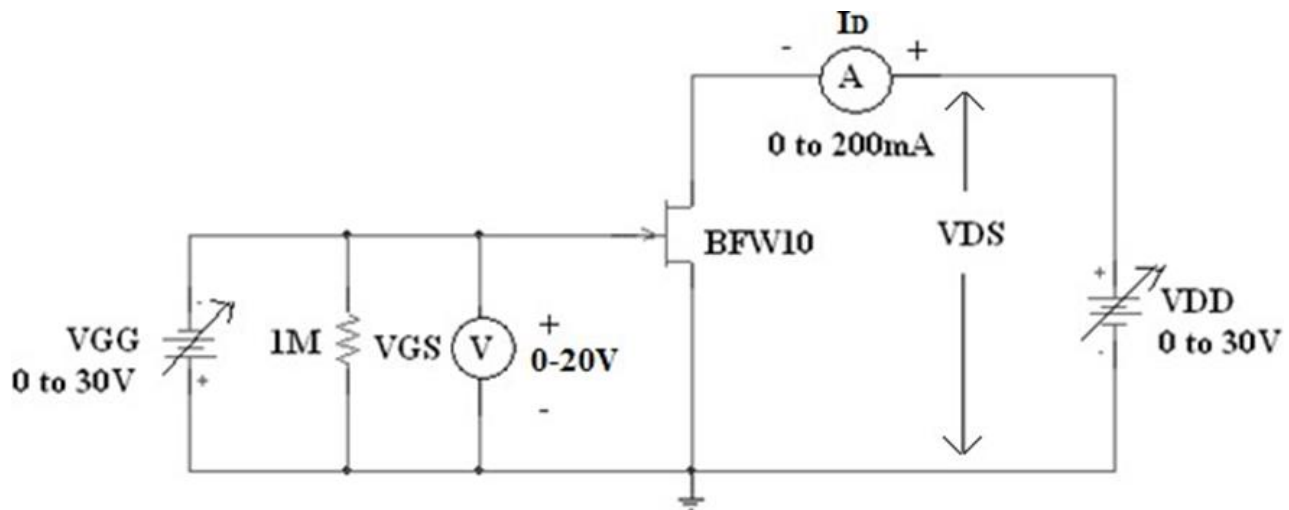 ID
- +
A
0 to 200mA
BFW10
VDS
VGG
0 to 30V
-
+
1M
VGS
V
+
0-20V
-
+
VDD
0 to 30V
-